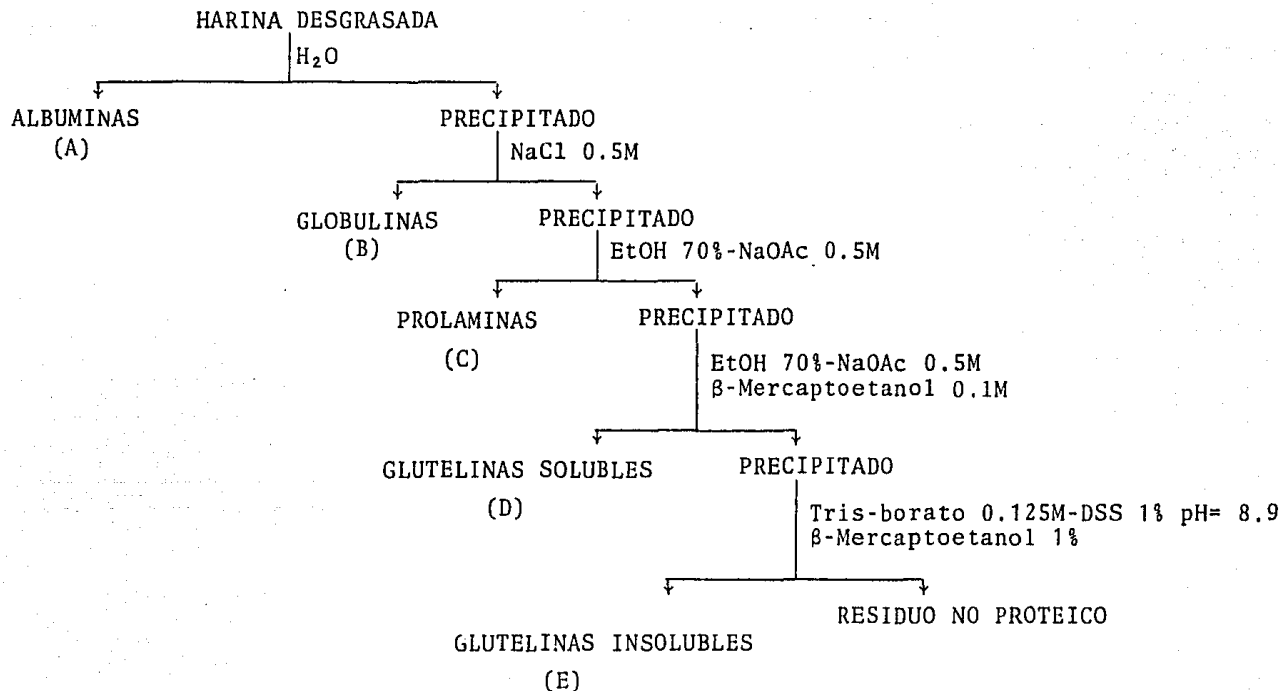 HARINA DESGRASADA
H₂O
ALBUMINAS
(A)
PRECIPITADO
NaCl 0.5M
GLOBULINAS
(B)
PRECIPITADO
EtOH 70%-NaOAc 0.5M
PROLAMINAS
(C)
PRECIPITADO
EtOH 70%-NaOAc 0.5M
β-Mercaptoetanol 0.1M
GLUTELINAS SOLUBLES
(D)
PRECIPITADO
Tris-borato 0.125M-DSS 1% pH= 8.9
β-Mercaptoetanol 1%
GLUTELINAS INSOLUBLES
(E)
RESIDUO NO PROTEICO